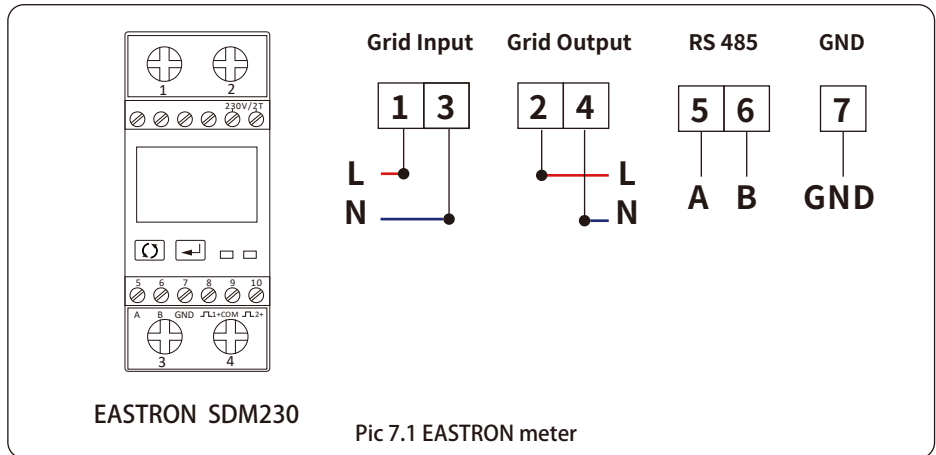 Grid Input Grid Output RS 485 GND
1 2
230V/2T
1 3 2 4 5 6 7
L L
N N
A B GND
5 6 7 8 9 10
A B GND 1+COM 2+
3 4
EASTRON SDM230
Pic 7.1 EASTRON meter